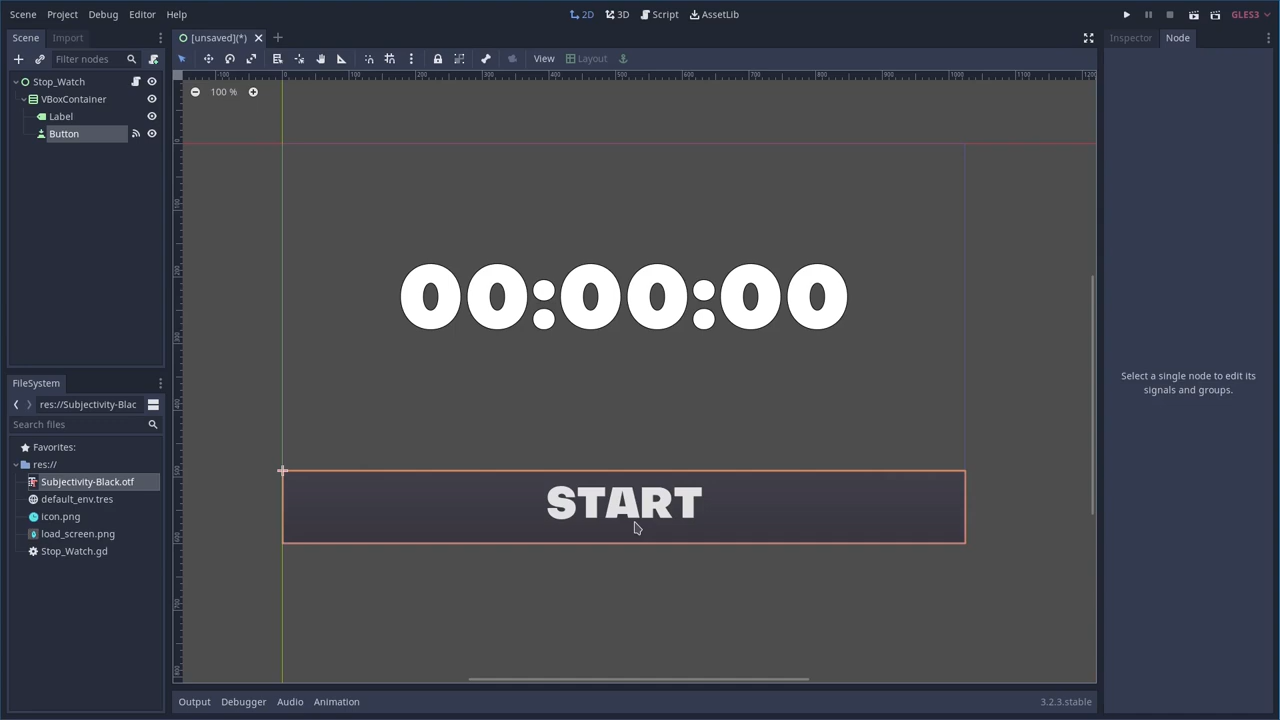 Scene Project Debug Editor Help
2D 3D Script AssetLib
GLES3
Scene Import
[unsaved](*)
Inspector Node
Filter nodes
View Layout
Stop_Watch
VBoxContainer
Label
Button
100 %
00:00:00
START
Select a single node to edit its
signals and groups.
FileSystem
res://Subjectivity-Blac
Search files
Favorites:
res://
Subjectivity-Black.otf
default_env.tres
icon.png
load_screen.png
Stop_Watch.gd
Output Debugger Audio Animation
3.2.3.stable